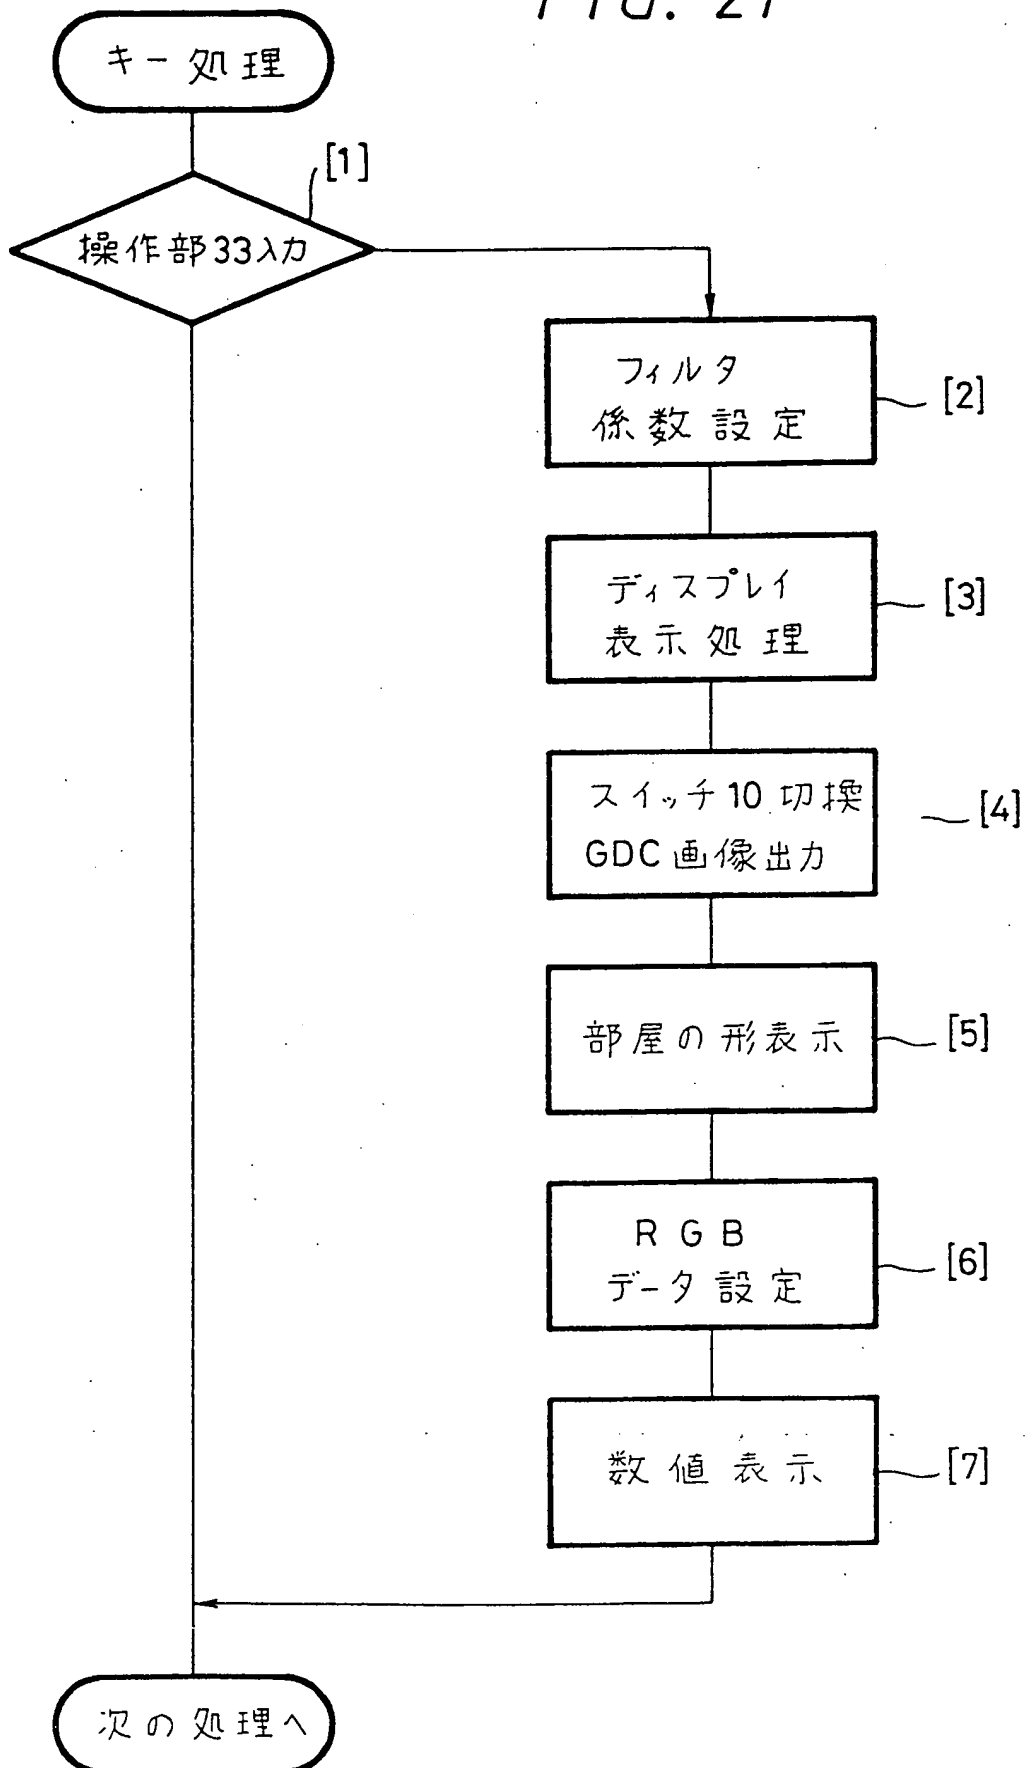 FIG. 21
キー処理
[1]
操作部33入力
フィルタ
係数設定
[2]
ディスプレイ
表示処理
[3]
スイッチ10切換
GDC画像出力
[4]
部屋の形表示
[5]
RGB
データ設定
[6]
数値表示
[7]
次の処理へ